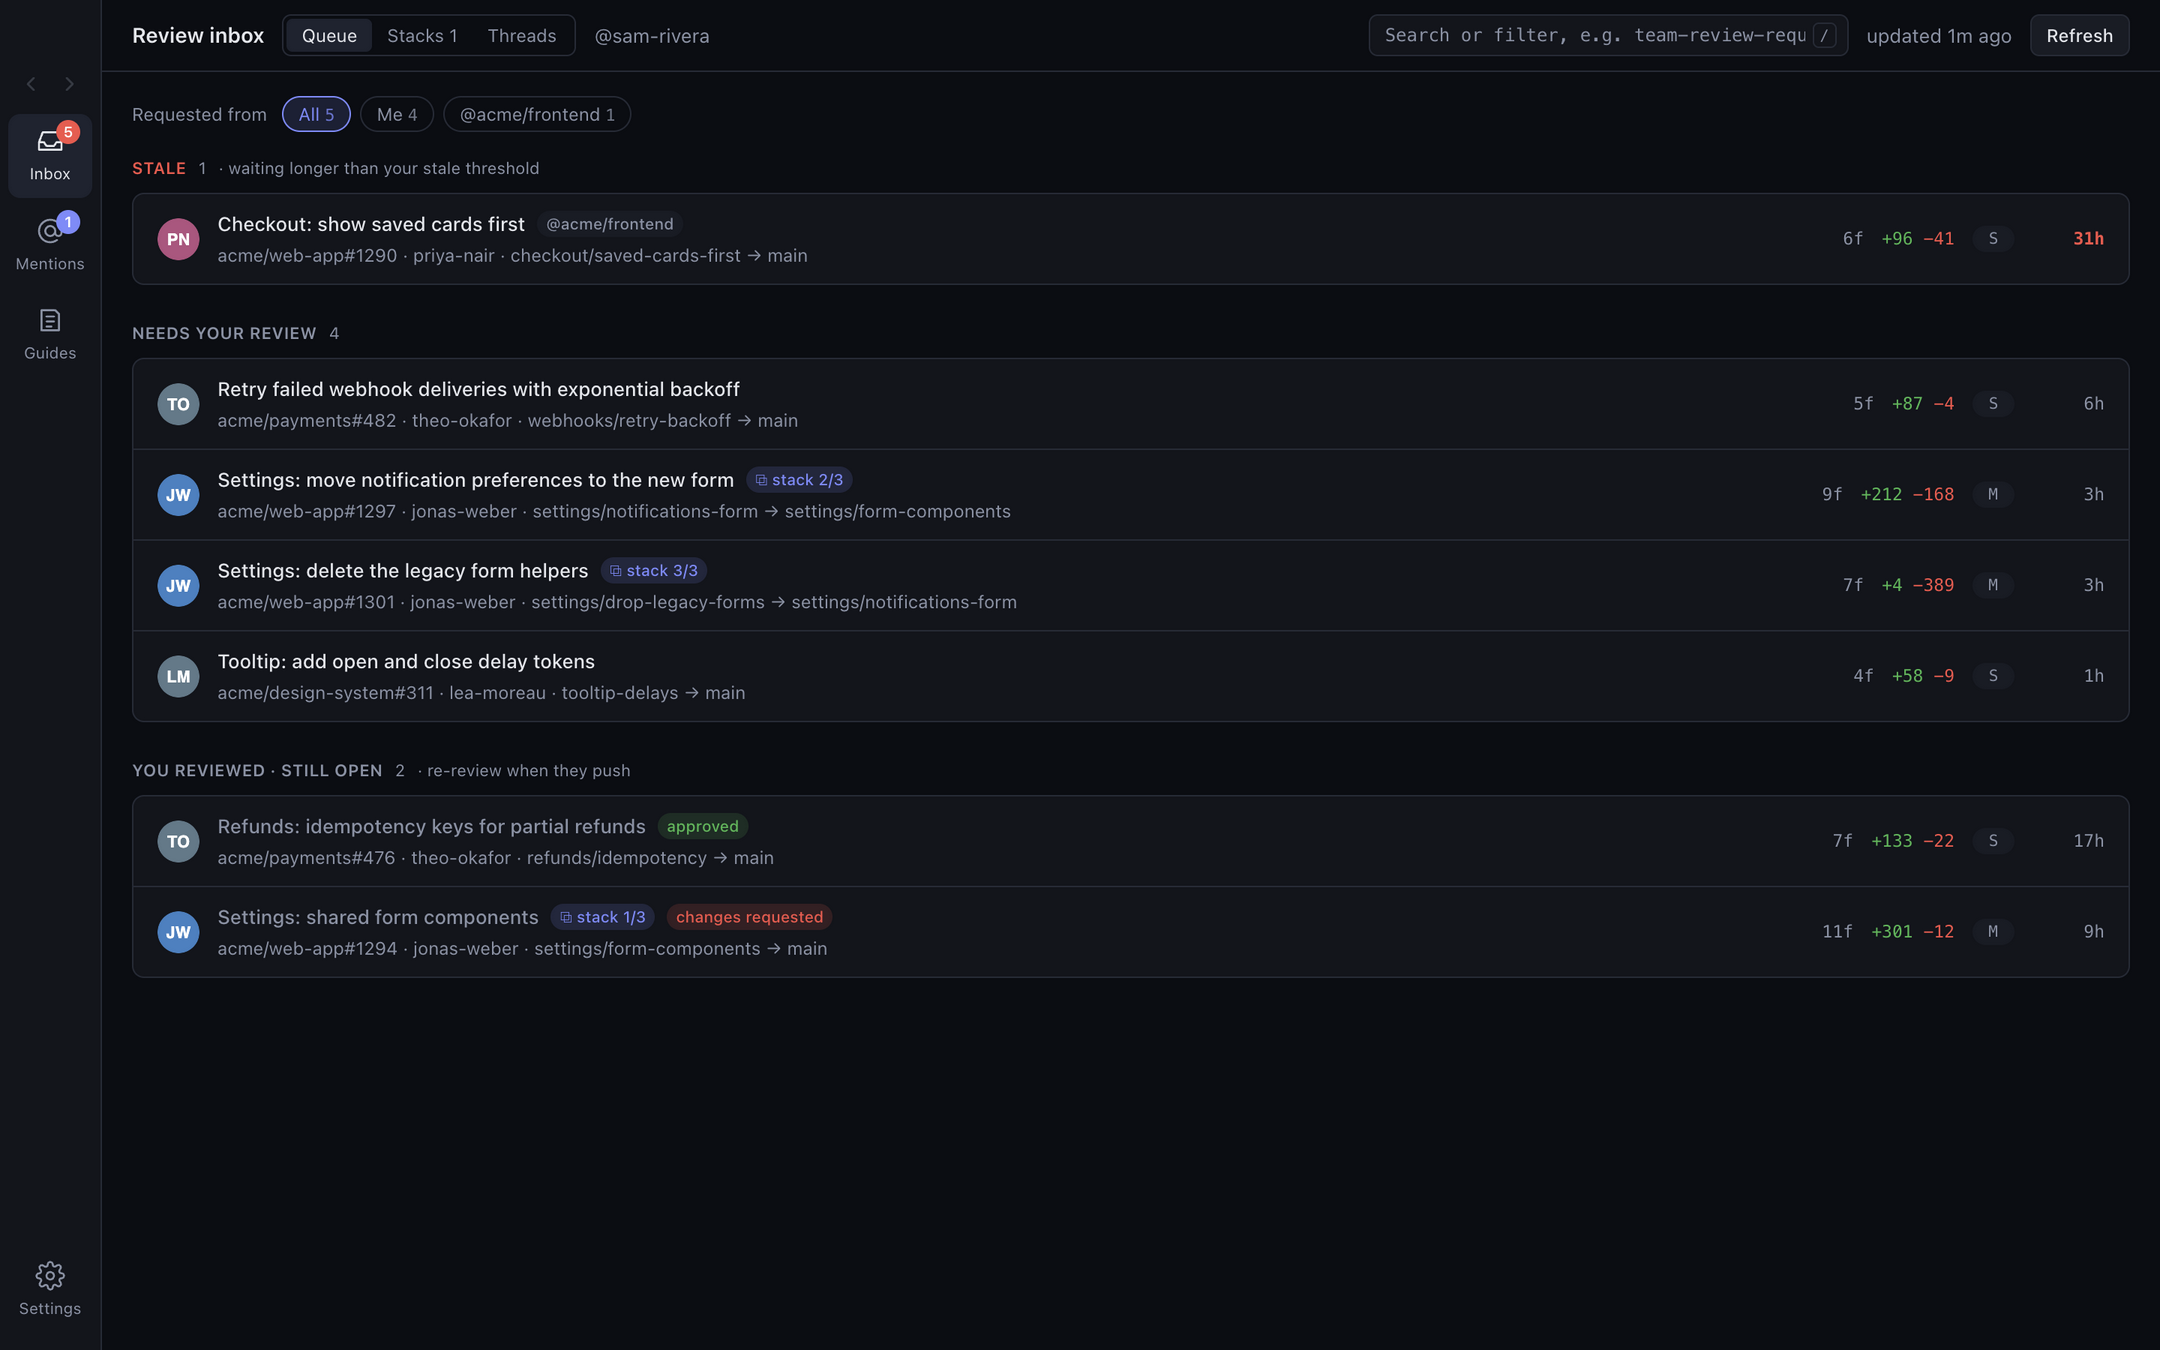 Review inbox
Queue
Stacks 1
Threads
@sam-rivera
Search or filter, e.g. team-review-requ
/
updated 1m ago
Refresh
5
Inbox
1
Mentions
Guides
Settings
Requested from
All 5
Me 4
@acme/frontend 1
STALE 1 · waiting longer than your stale threshold
PN
Checkout: show saved cards first @acme/frontend
acme/web-app#1290 · priya-nair · checkout/saved-cards-first → main
6f +96 −41 S 31h
NEEDS YOUR REVIEW 4
TO
Retry failed webhook deliveries with exponential backoff
acme/payments#482 · theo-okafor · webhooks/retry-backoff → main
5f +87 −4 S 6h
JW
Settings: move notification preferences to the new form stack 2/3
acme/web-app#1297 · jonas-weber · settings/notifications-form → settings/form-components
9f +212 −168 M 3h
JW
Settings: delete the legacy form helpers stack 3/3
acme/web-app#1301 · jonas-weber · settings/drop-legacy-forms → settings/notifications-form
7f +4 −389 M 3h
LM
Tooltip: add open and close delay tokens
acme/design-system#311 · lea-moreau · tooltip-delays → main
4f +58 −9 S 1h
YOU REVIEWED · STILL OPEN 2 · re-review when they push
TO
Refunds: idempotency keys for partial refunds approved
acme/payments#476 · theo-okafor · refunds/idempotency → main
7f +133 −22 S 17h
JW
Settings: shared form components stack 1/3 changes requested
acme/web-app#1294 · jonas-weber · settings/form-components → main
11f +301 −12 M 9h